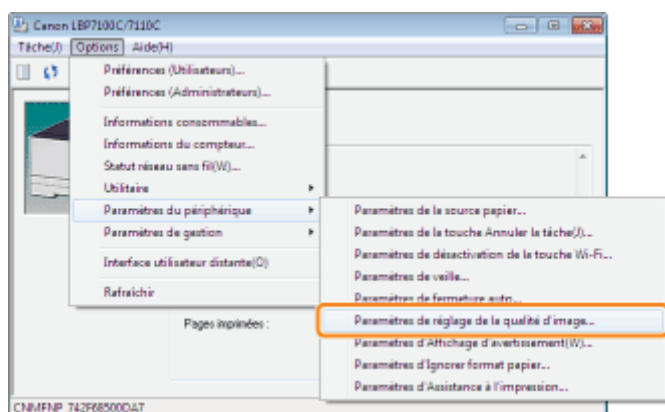 Canon LBP7100C/7110C
Tâche(J) Options Aide(H)
Préférences (Utilisateurs)...
Préférences (Administrateurs)...
Informations consommables...
Informations du compteur...
Statut réseau sans fil(W)...
Utilitaire
Paramètres du périphérique
Paramètres de gestion
Interface utilisateur distante(O)
Rafraîchir
Paramètres de la source papier...
Paramètres de la touche Annuler la tâche(J)...
Paramètres de désactivation de la touche Wi-Fi...
Paramètres de veille...
Paramètres de fermeture auto...
Paramètres de réglage de la qualité d'image...
Paramètres d'Affichage d'avertissement(W)...
Paramètres d'Ignorer format papier...
Paramètres d'Assistance à l'impression...
Pages imprimées :
CNMFNP_742F68500DA7